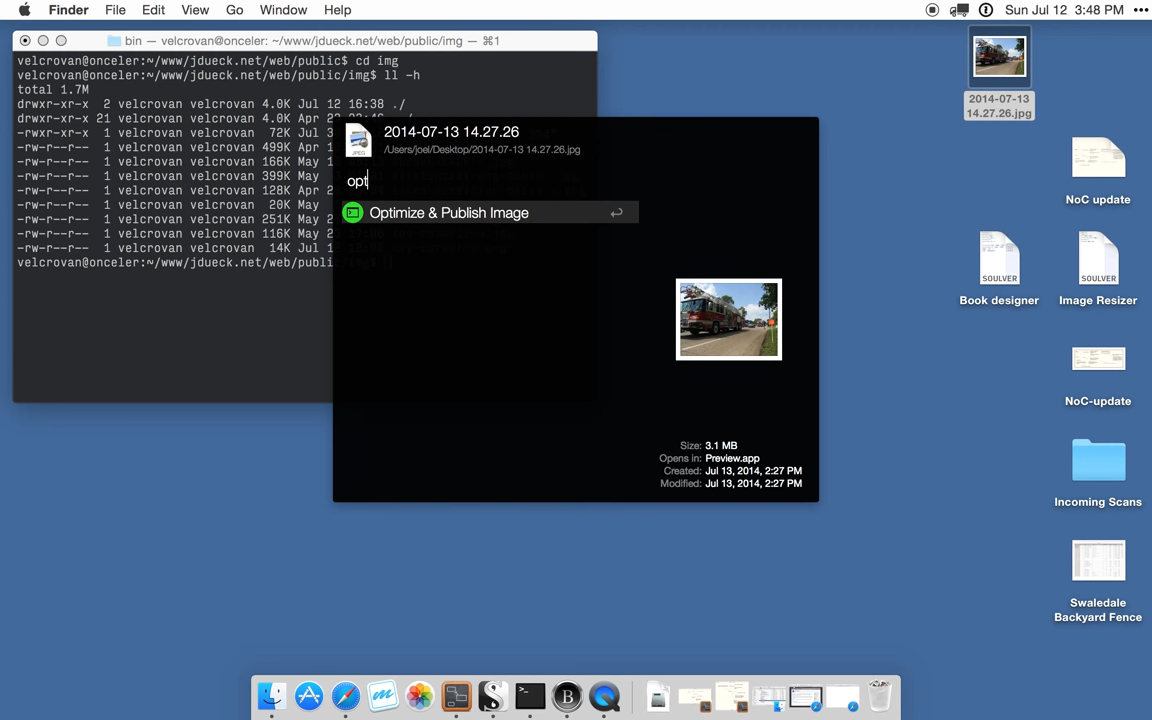 Finder File Edit View Go Window Help
Sun Jul 12 3:48 PM
bin — velcrovan@onceler: ~/www/jdueck.net/web/public/img — ⌘1
velcrovan@onceler:~/www/jdueck.net/web/public$ cd img
velcrovan@onceler:~/www/jdueck.net/web/public/img$ ll -h
total 1.7M
drwxr-xr-x 2 velcrovan velcrovan 4.0K Jul 12 16:38 ./
drwxr-xr-x 21 velcrovan velcrovan 4.0K Apr
-rwxr-xr-x 1 velcrovan velcrovan 72K Jul
-rw-r--r-- 1 velcrovan velcrovan 499K Apr
-rw-r--r-- 1 velcrovan velcrovan 166K May
-rw-r--r-- 1 velcrovan velcrovan 399K May
-rw-r--r-- 1 velcrovan velcrovan 128K Apr
-rw-r--r-- 1 velcrovan velcrovan 20K May
-rw-r--r-- 1 velcrovan velcrovan 251K May
-rw-r--r-- 1 velcrovan velcrovan 116K May
-rw-r--r-- 1 velcrovan velcrovan 14K Jul
velcrovan@onceler:~/www/jdueck.net/web/public/img$
2014-07-13 14.27.26
/Users/joel/Desktop/2014-07-13 14.27.26.jpg
JPEG
opt
Optimize & Publish Image
Size: 3.1 MB
Opens in: Preview.app
Created: Jul 13, 2014, 2:27 PM
Modified: Jul 13, 2014, 2:27 PM
2014-07-13
14.27.26.jpg
NoC update
SOULVER
Book designer
SOULVER
Image Resizer
NoC-update
Incoming Scans
Swaledale
Backyard Fence